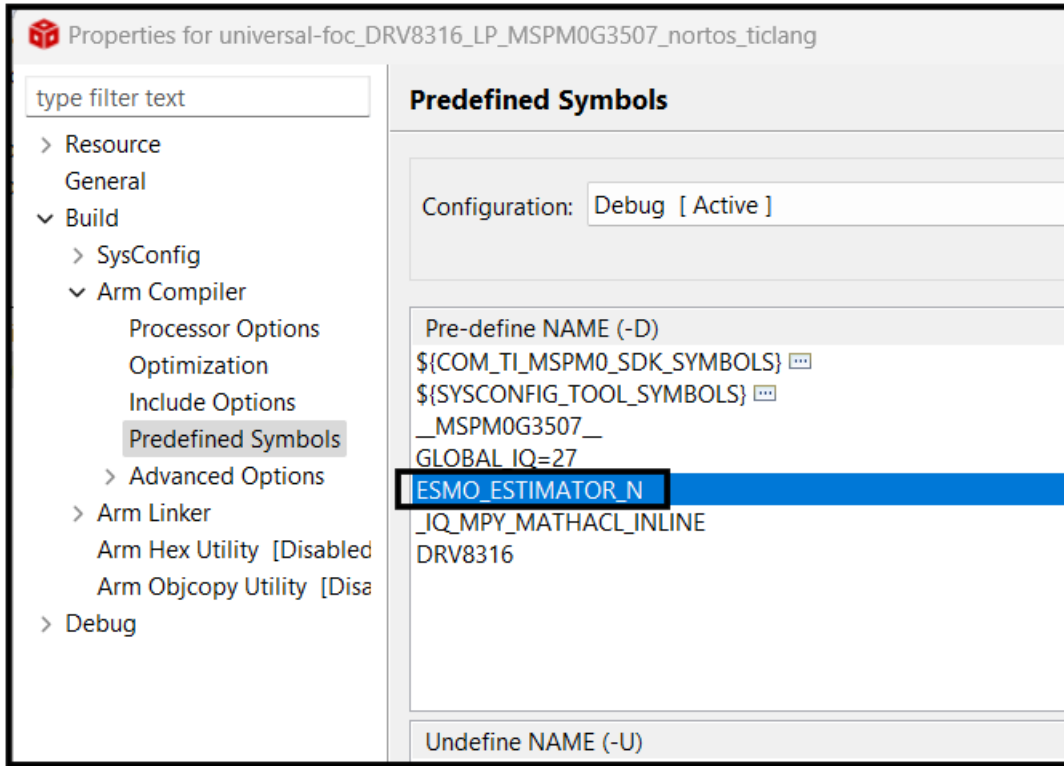 Properties for universal-foc_DRV8316_LP_MSPM0G3507_nortos_ticlang
type filter text
Resource
General
Build
SysConfig
Arm Compiler
Processor Options
Optimization
Include Options
Predefined Symbols
Advanced Options
Arm Linker
Arm Hex Utility [Disabled
Arm Objcopy Utility [Disa
Debug
Predefined Symbols
Configuration: Debug [ Active ]
Pre-define NAME (-D)
${COM_TI_MSPM0_SDK_SYMBOLS}
${SYSCONFIG_TOOL_SYMBOLS}
__MSPM0G3507__
GLOBAL_IQ=27
ESMO_ESTIMATOR_N
_IQ_MPY_MATHACL_INLINE
DRV8316
Undefine NAME (-U)